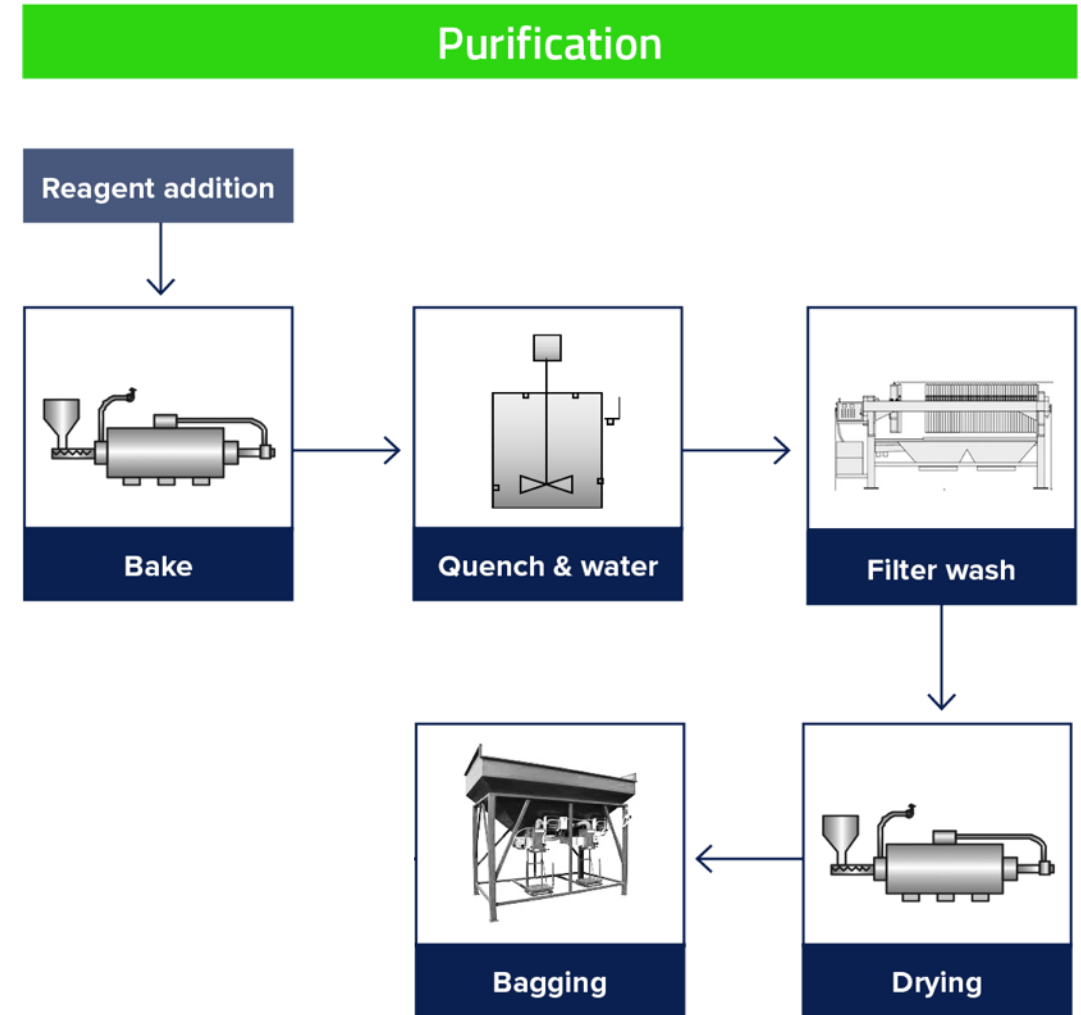 Purification
Reagent addition
Bake
Quench & water
Filter wash
Bagging
Drying